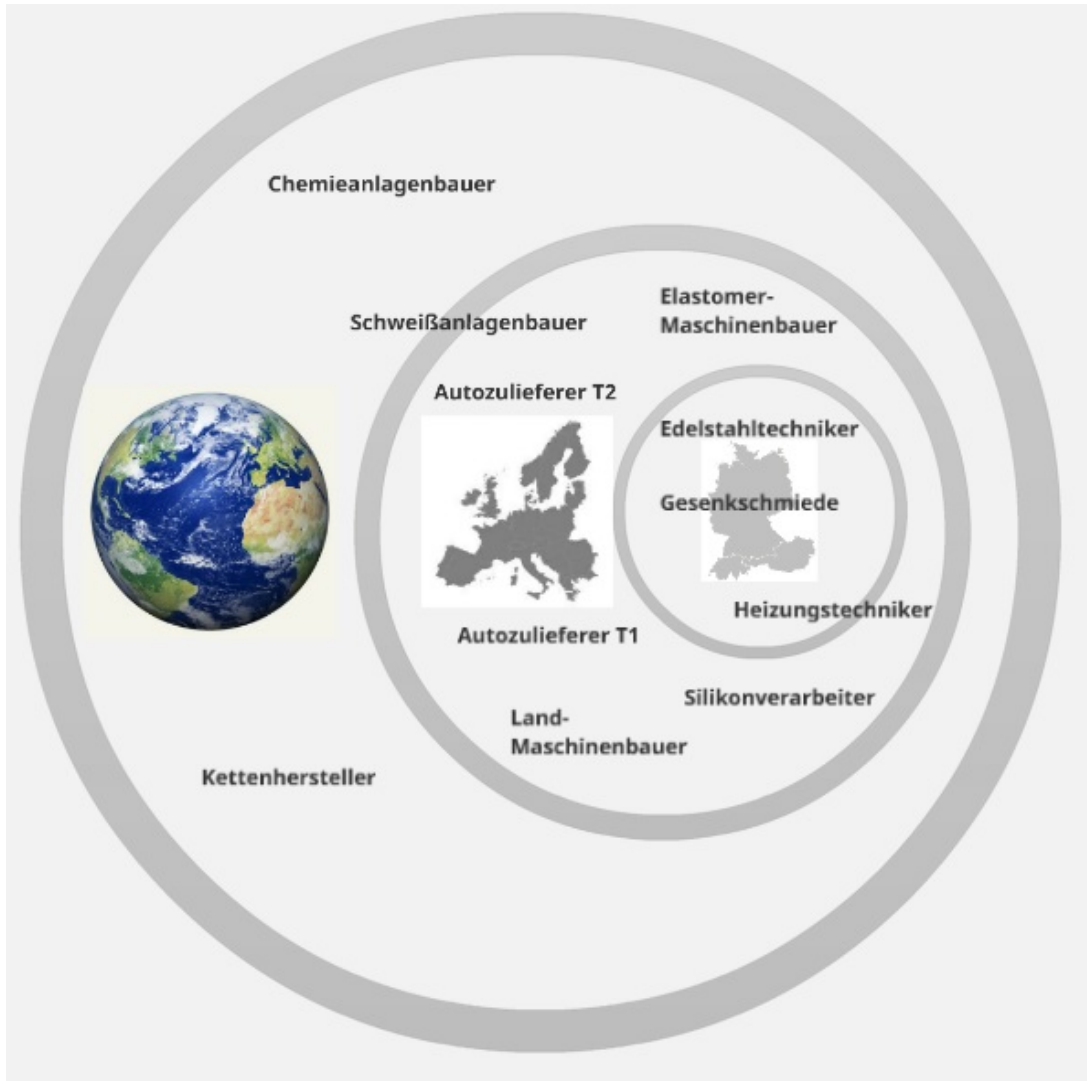 Chemieanlagenbauer
Elastomer-
Maschinenbauer
Schweißanlagenbauer
Autozulieferer T2
Edelstahltechniker
Gesenkschmiede
Heizungstechniker
Autozulieferer T1
Silikonverarbeiter
Land-
Maschinenbauer
Kettenhersteller